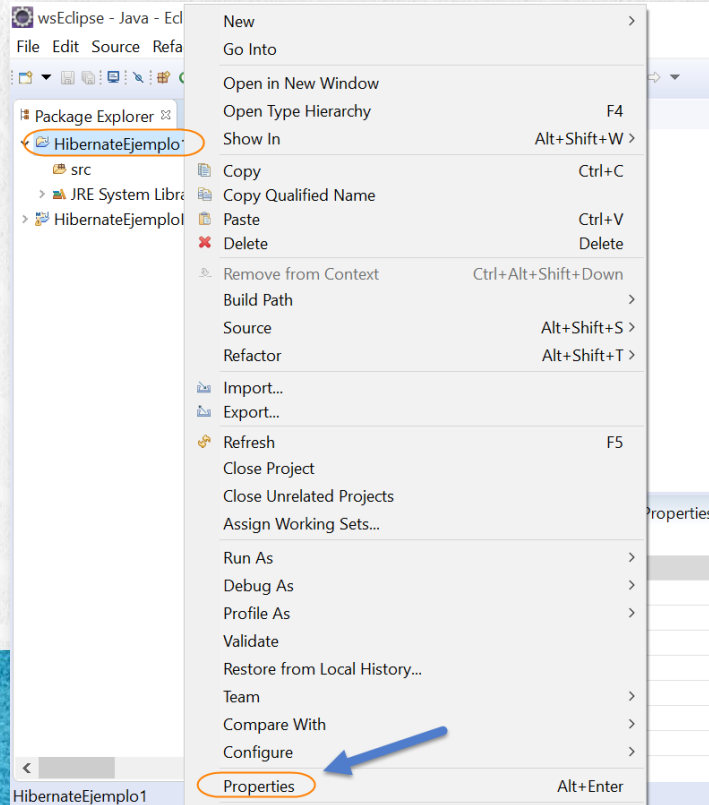 wsEclipse - Java - Ecl
File Edit Source Refa
Package Explorer
HibernateEjemplo1
src
JRE System Libra
HibernateEjemplo
New
Go Into
Open in New Window
Open Type Hierarchy F4
Show In Alt+Shift+W >
Copy Ctrl+C
Copy Qualified Name
Paste Ctrl+V
Delete Delete
Remove from Context Ctrl+Alt+Shift+Down
Build Path
Source Alt+Shift+S >
Refactor Alt+Shift+T >
Import...
Export...
Refresh F5
Close Project
Close Unrelated Projects
Assign Working Sets...
Run As
Debug As
Profile As
Validate
Restore from Local History...
Team
Compare With
Configure
Properties Alt+Enter
Properties
HibernateEjemplo1